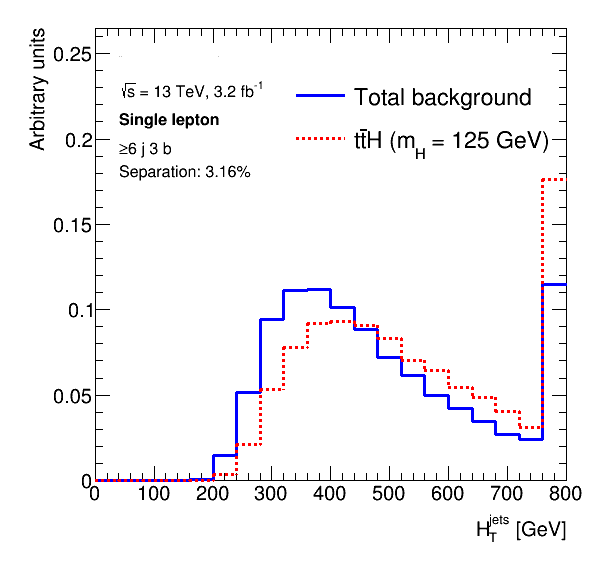 Arbitrary units
0.25
0.2
0.15
0.1
0.05
0
√s = 13 TeV, 3.2 fb⁻¹
Single lepton
≥6 j 3 b
Separation: 3.16%
Total background
tt̄H (m_H = 125 GeV)
0 100 200 300 400 500 600 700 800
H_T^jets [GeV]